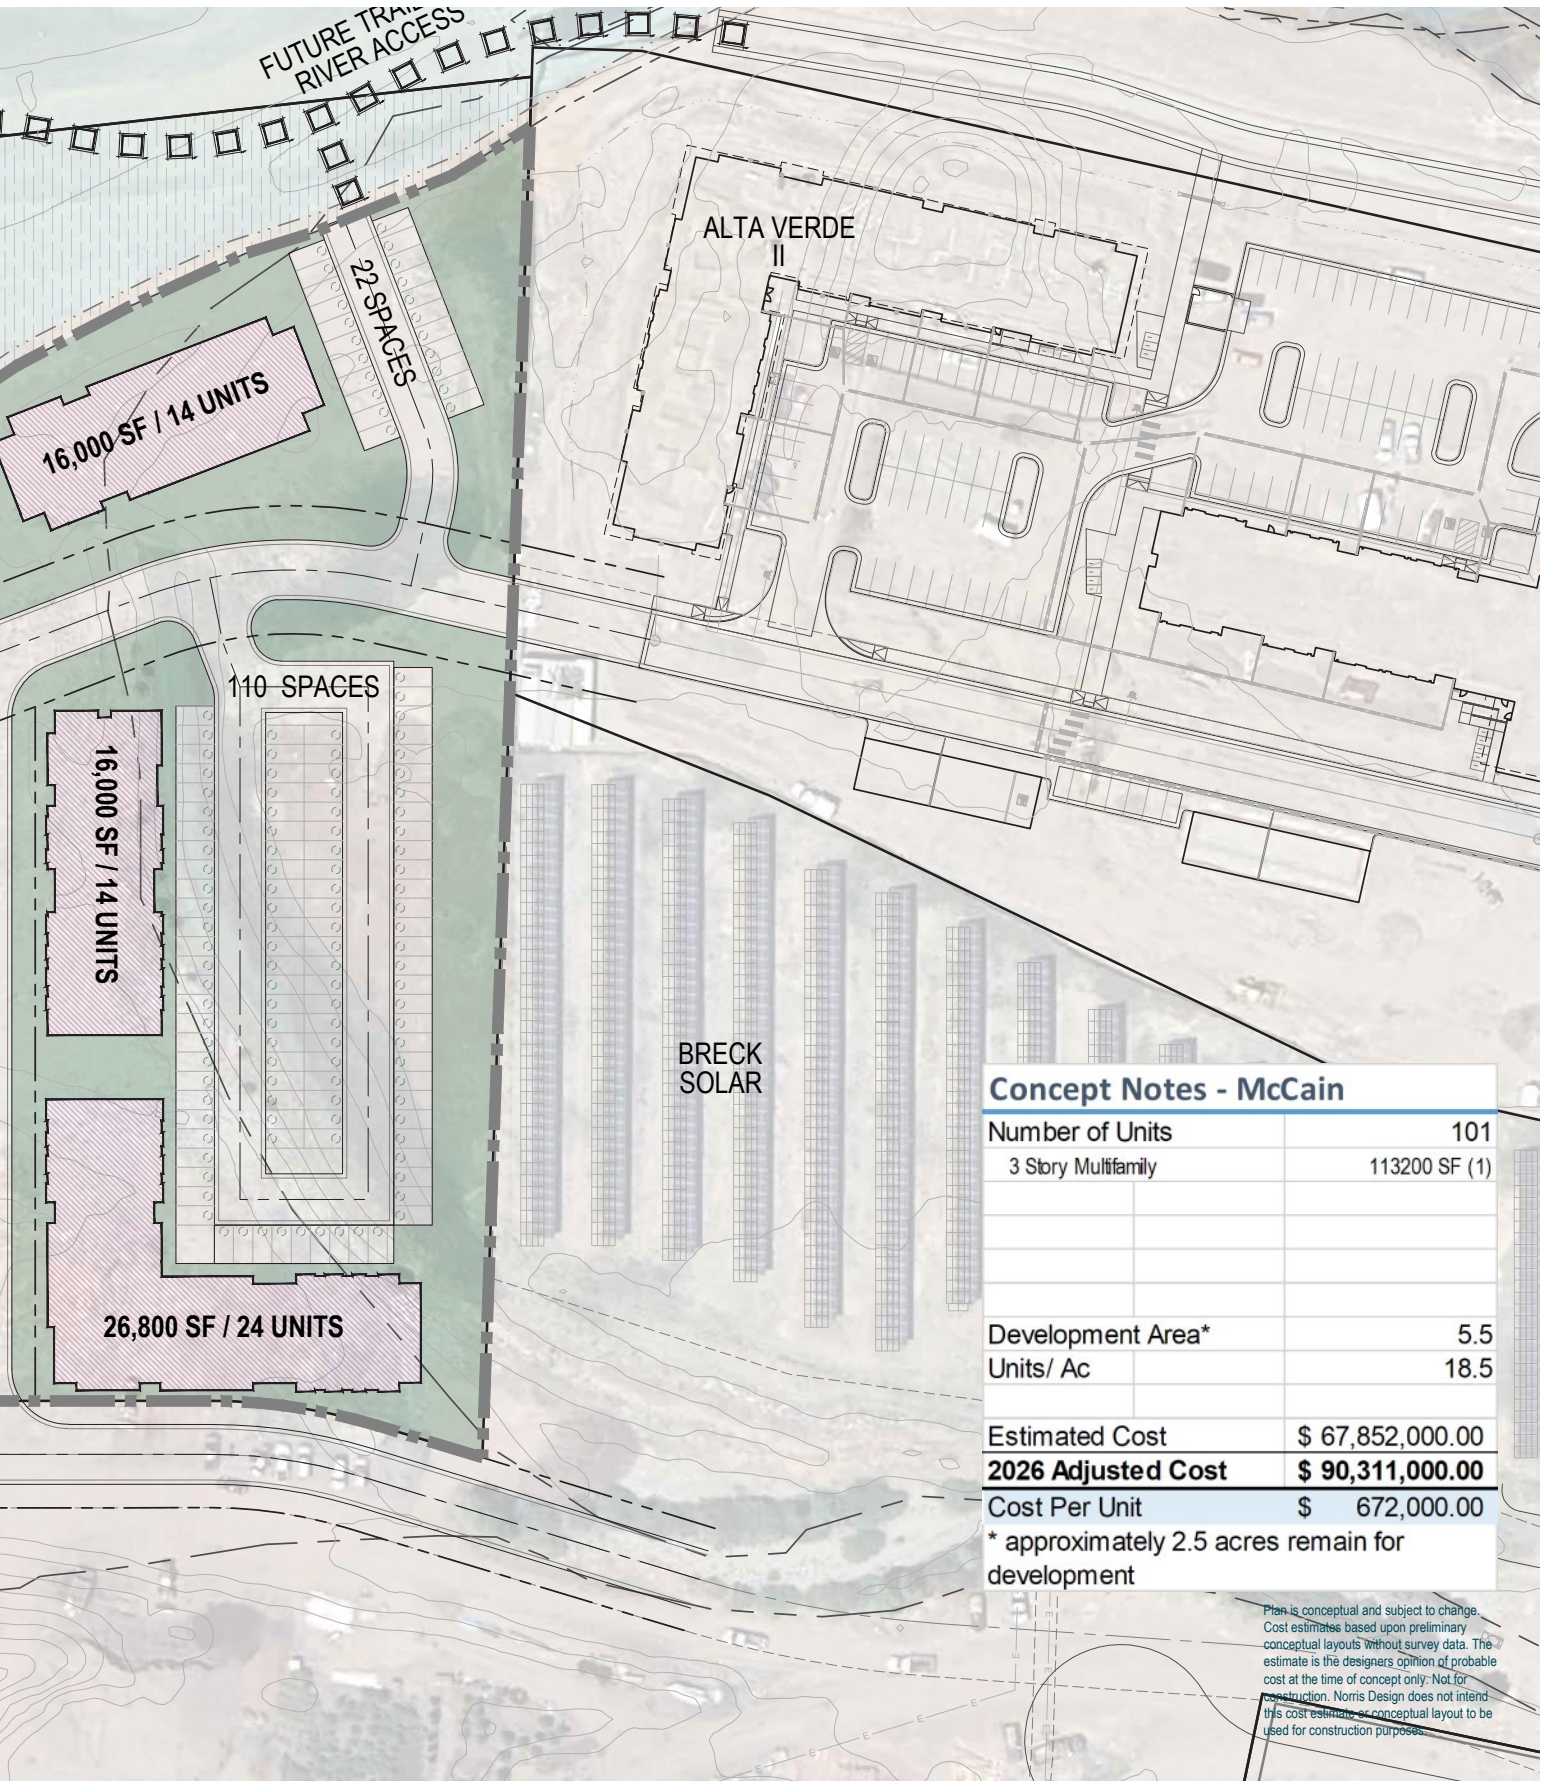 FUTURE TRAIL
RIVER ACCESS
ALTA VERDE
II
22 SPACES
16,000 SF / 14 UNITS
110 SPACES
16,000 SF / 14 UNITS
26,800 SF / 24 UNITS
BRECK
SOLAR
Concept Notes - McCain
Number of Units 101
3 Story Multifamily 113200 SF (1)
Development Area* 5.5
Units/ Ac 18.5
Estimated Cost $ 67,852,000.00
2026 Adjusted Cost $ 90,311,000.00
Cost Per Unit $ 672,000.00
* approximately 2.5 acres remain for
development
Plan is conceptual and subject to change.
Cost estimates based upon preliminary
conceptual layouts without survey data. The
estimate is the designers opinion of probable
cost at the time of concept only. Not for
construction. Norris Design does not intend
this cost estimate or conceptual layout to be
used for construction purposes.